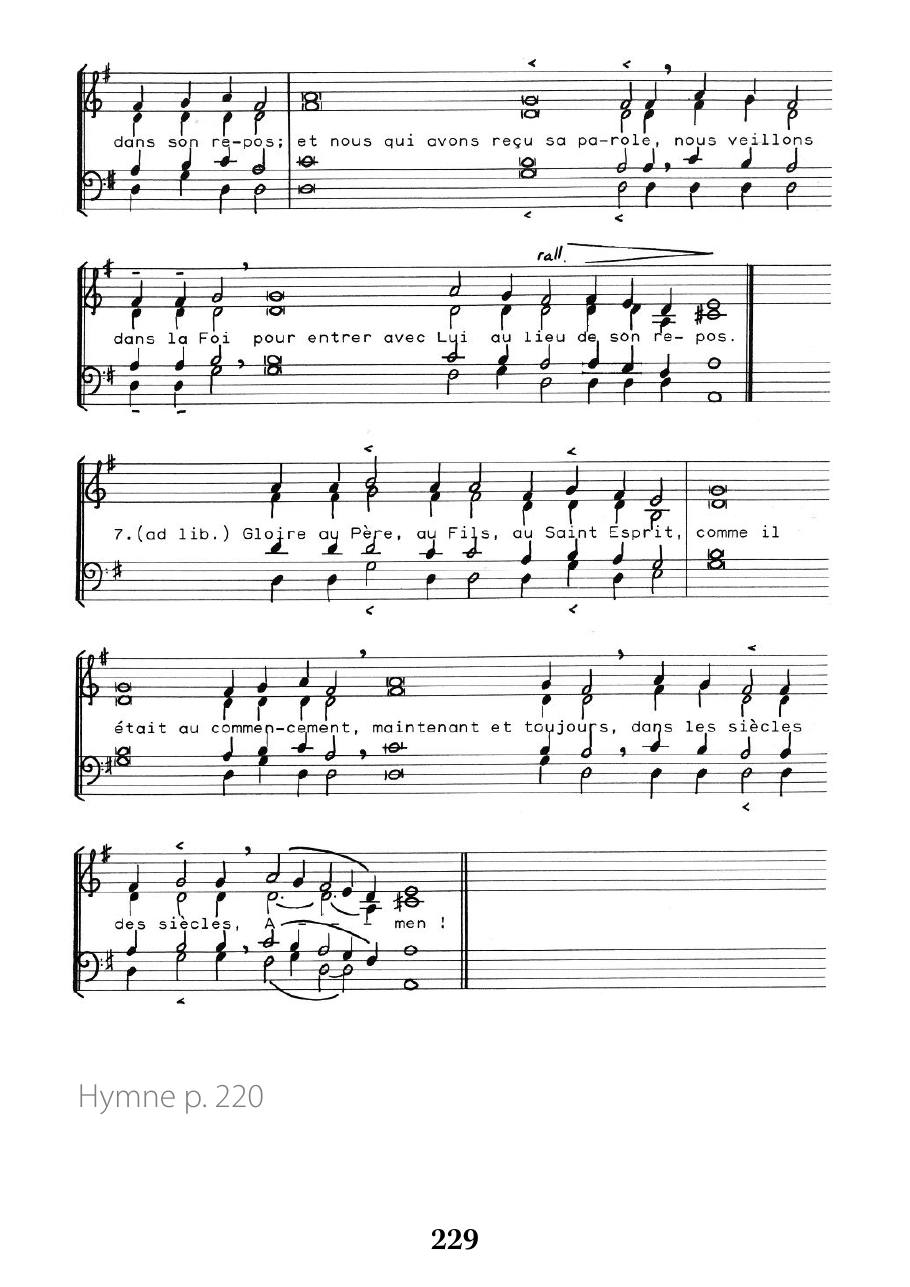 dans son re-pos; et nous qui avons reçu sa pa-role, nous veillons
rall.
dans la Foi pour entrer avec Lui au lieu de son re- pos.
7.(ad lib.) Gloire au Père, au Fils, au Saint Esprit, comme il
était au commen-cement, maintenant et toujours, dans les siècles
des siècles, A - - - men !
Hymne p. 220
229